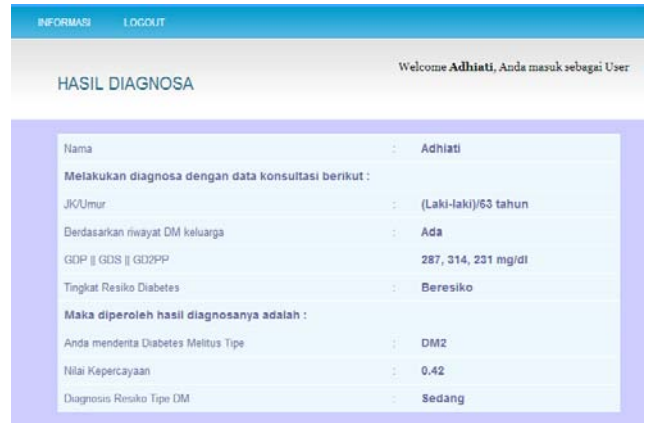 INFORMASI LOGOUT
Welcome Adhiati, Anda masuk sebagai User
HASIL DIAGNOSA
Nama : Adhiati
Melakukan diagnosa dengan data konsultasi berikut :
JK/Umur : (Laki-laki)/63 tahun
Berdasarkan riwayat DM keluarga : Ada
GDP || GDS || GD2PP 287, 314, 231 mg/dl
Tingkat Resiko Diabetes : Beresiko
Maka diperoleh hasil diagnosanya adalah :
Anda menderita Diabetes Melitus Tipe : DM2
Nilai Kepercayaan : 0.42
Diagnosis Resiko Tipe DM : Sedang